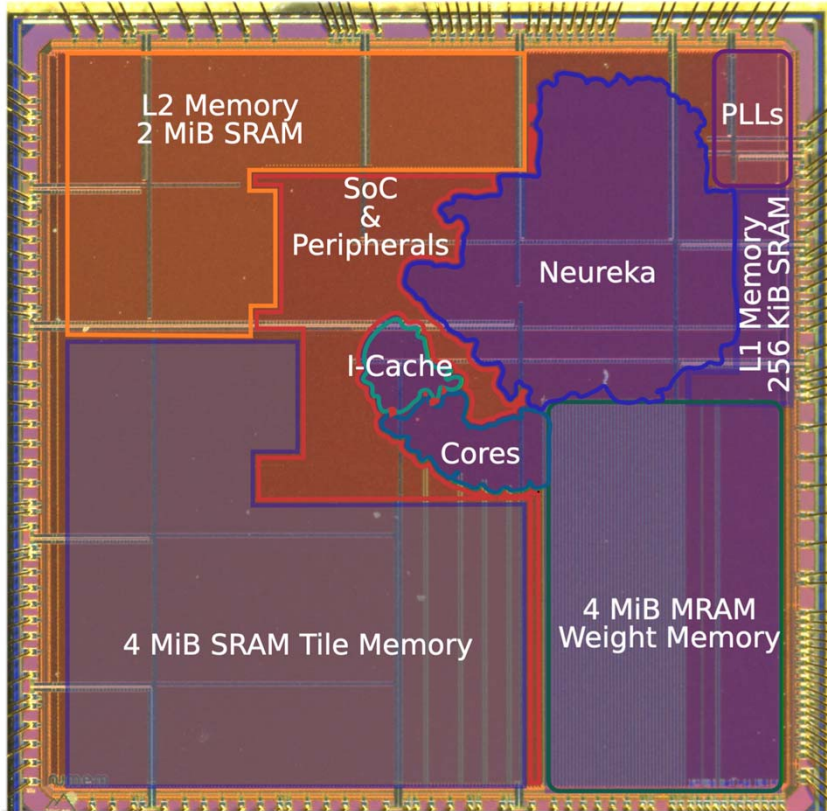 L2 Memory
2 MiB SRAM
PLLs
SoC
&
Peripherals
Neureka
L1 Memory
256 KiB SRAM
I-Cache
Cores
4 MiB SRAM Tile Memory
4 MiB MRAM
Weight Memory